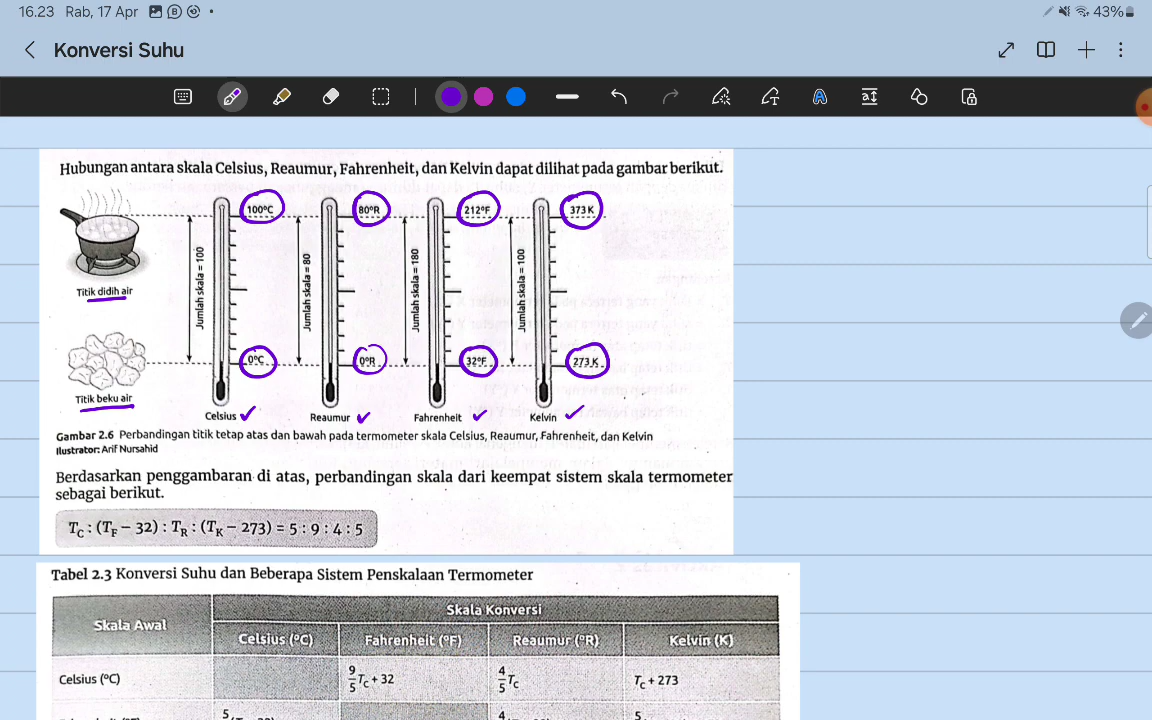 16.23 Rab, 17 Apr
43%
Konversi Suhu
Hubungan antara skala Celsius, Reaumur, Fahrenheit, dan Kelvin dapat dilihat pada gambar berikut.
100°C
80°R
212°F
373 K
Titik didih air
Jumlah skala = 100
Jumlah skala = 80
Jumlah skala = 180
Jumlah skala = 100
0°C
0°R
32°F
273 K
Titik beku air
Celsius
Reaumur
Fahrenheit
Kelvin
Gambar 2.6 Perbandingan titik tetap atas dan bawah pada termometer skala Celsius, Reaumur, Fahrenheit, dan Kelvin
Ilustrator: Arif Nursahid
Berdasarkan penggambaran di atas, perbandingan skala dari keempat sistem skala termometer
sebagai berikut.
T_C : (T_F − 32) : T_R : (T_K − 273) = 5 : 9 : 4 : 5
Tabel 2.3 Konversi Suhu dan Beberapa Sistem Penskalaan Termometer
Skala Awal
Skala Konversi
Celsius (°C)
Fahrenheit (°F)
Reaumur (°R)
Kelvin (K)
Celsius (°C)
9/5 T_C + 32
4/5 T_C
T_C + 273